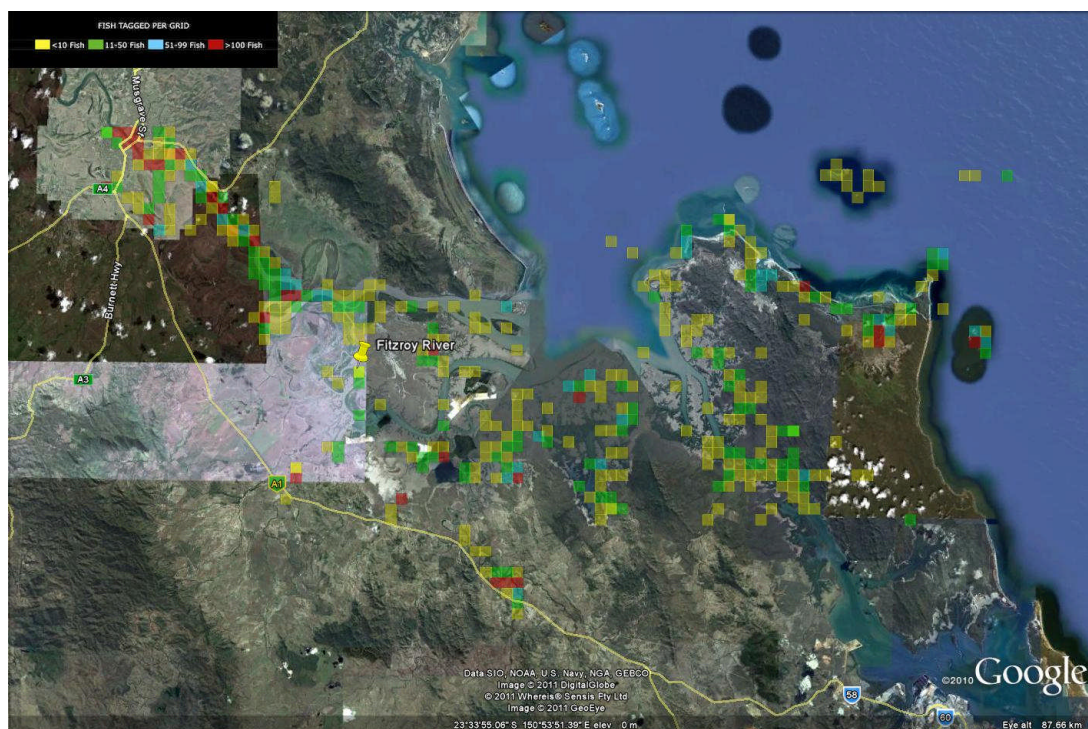 FISH TAGGED PER GRID
<10 Fish 11-50 Fish 51-99 Fish >100 Fish
Musgrave St
A4
Burnett Hwy
Fitzroy River
A3
A1
Data SIO, NOAA, U.S. Navy, NGA, GEBCO
Image © 2011 DigitalGlobe
© 2011 Whereis® Sensis Pty Ltd
Image © 2011 GeoEye
©2010 Google
58
60
23°33'55.06" S 150°53'51.39" E elev 0 m
Eye alt 87.66 km